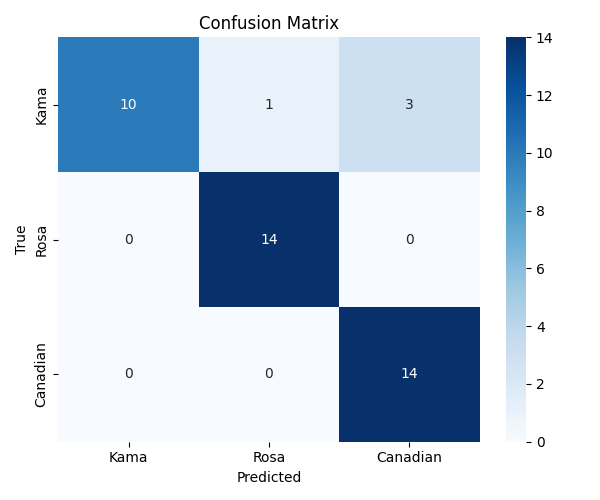 Confusion Matrix
True
Kama
10
1
3
Rosa
0
14
0
Canadian
0
0
14
Kama
Rosa
Canadian
Predicted
14
12
10
8
6
4
2
0